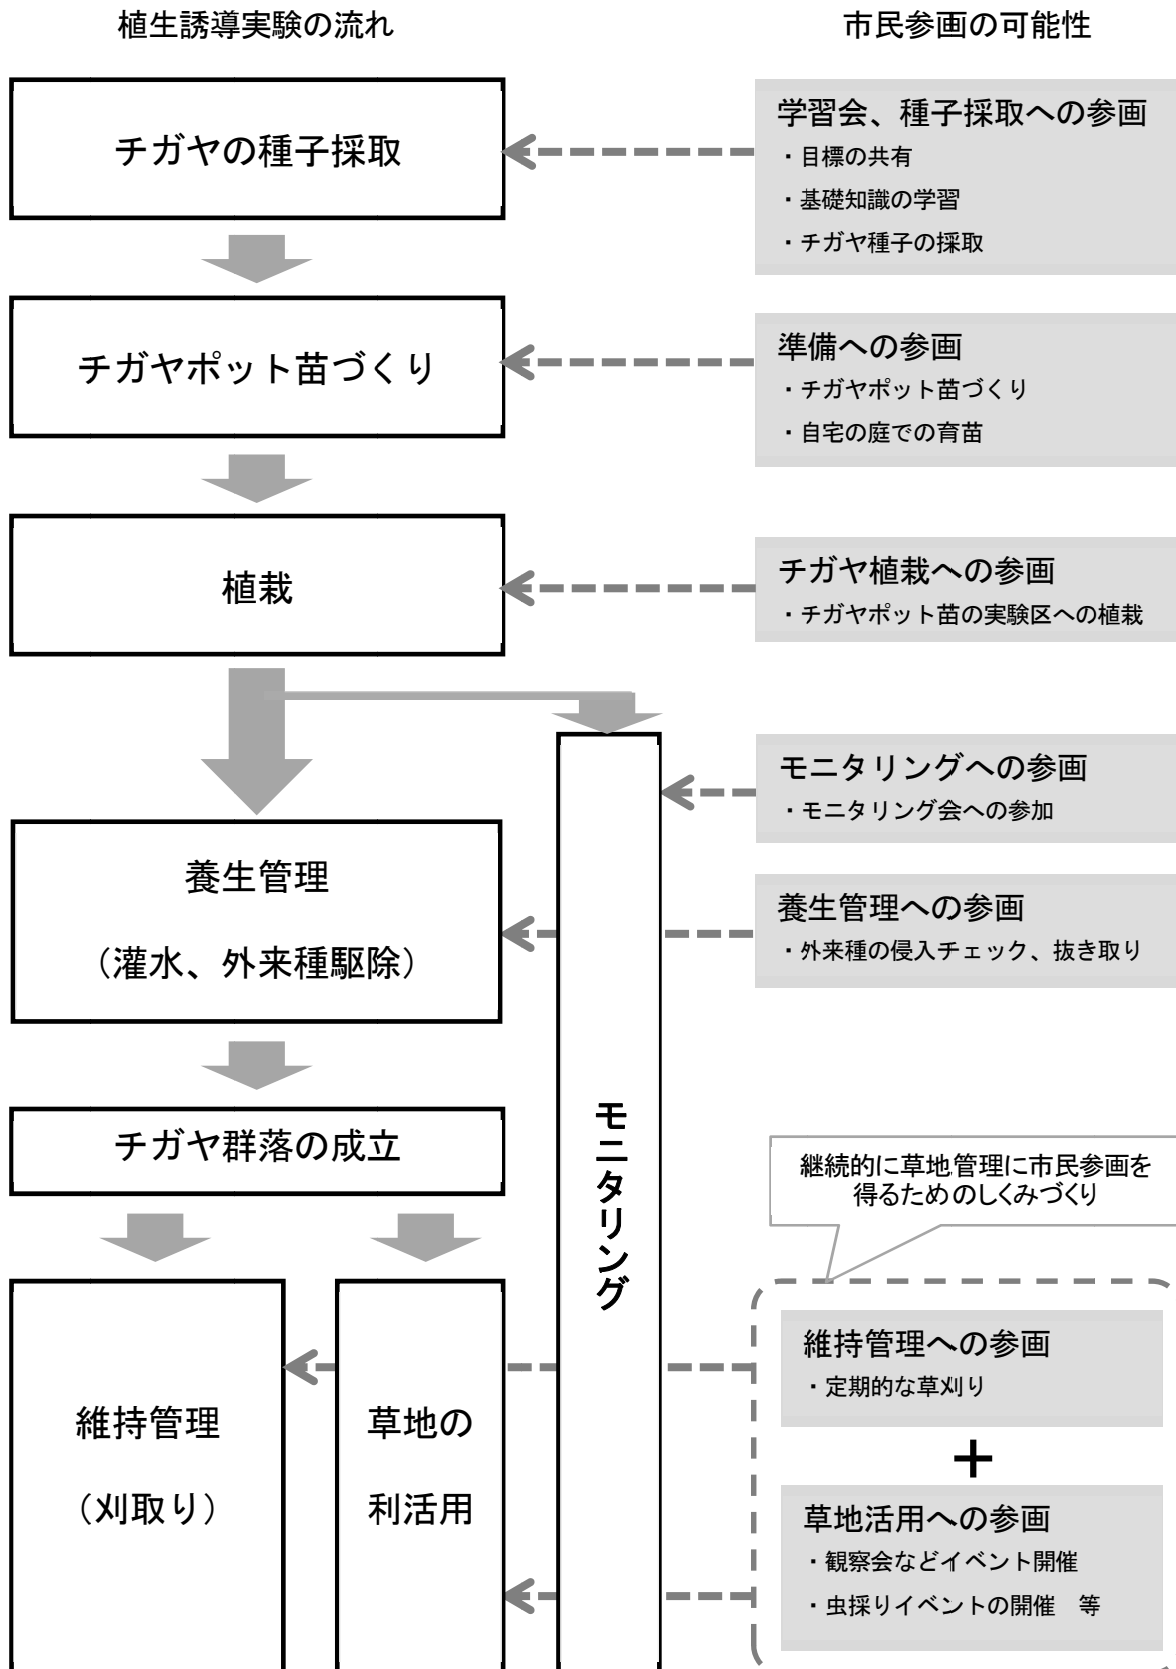 植生誘導実験の流れ
市民参画の可能性
チガヤの種子採取
学習会、種子採取への参画
・目標の共有
・基礎知識の学習
・チガヤ種子の採取
チガヤポット苗づくり
準備への参画
・チガヤポット苗づくり
・自宅の庭での育苗
植栽
チガヤ植栽への参画
・チガヤポット苗の実験区への植栽
モニタリング
モニタリングへの参画
・モニタリング会への参加
養生管理
（灌水、外来種駆除）
養生管理への参画
・外来種の侵入チェック、抜き取り
チガヤ群落の成立
継続的に草地管理に市民参画を
得るためのしくみづくり
維持管理
（刈取り）
草地の
利活用
維持管理への参画
・定期的な草刈り
＋
草地活用への参画
・観察会などイベント開催
・虫採りイベントの開催　等